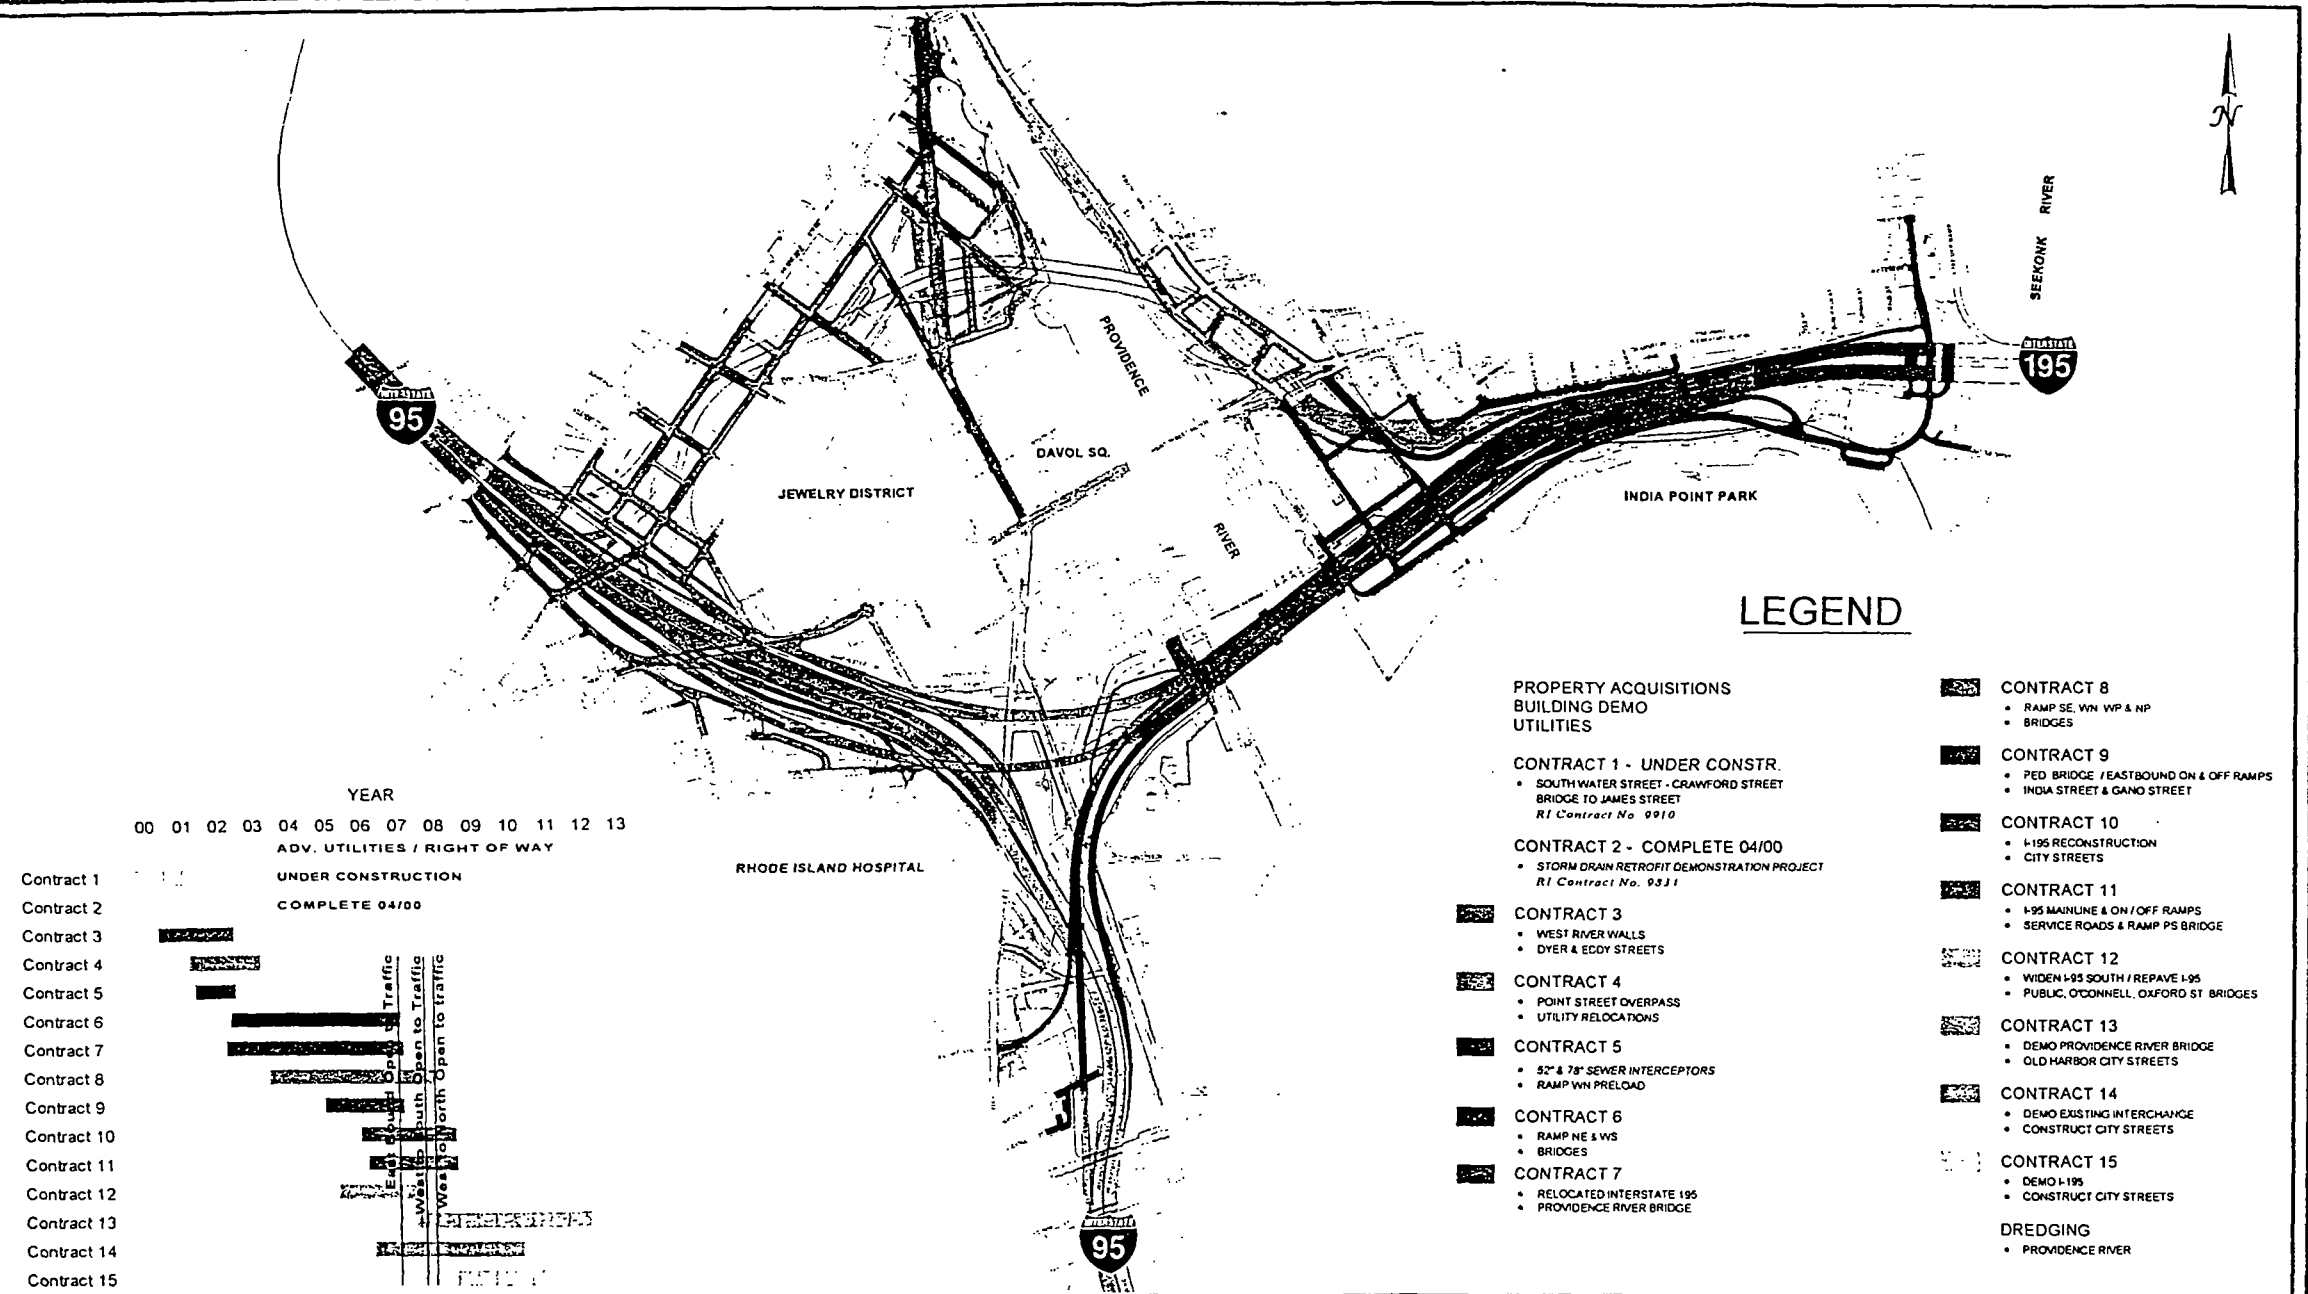 N
SEEKONK RIVER
INTERSTATE
195
INTERSTATE
95
PROVIDENCE
RIVER
DAVOL SQ.
JEWELRY DISTRICT
INDIA POINT PARK
RHODE ISLAND HOSPITAL
INTERSTATE
95
YEAR
00 01 02 03 04 05 06 07 08 09 10 11 12 13
ADV. UTILITIES / RIGHT OF WAY
Contract 1 UNDER CONSTRUCTION
Contract 2 COMPLETE 04/00
Contract 3
Contract 4
Contract 5
Contract 6
Contract 7
Contract 8
Contract 9
Contract 10
Contract 11
Contract 12
Contract 13
Contract 14
Contract 15
East Bound Open to Traffic
West to South Open to Traffic
West to North Open to traffic
LEGEND
PROPERTY ACQUISITIONS
BUILDING DEMO
UTILITIES
CONTRACT 1 - UNDER CONSTR.
• SOUTH WATER STREET - CRAWFORD STREET
BRIDGE TO JAMES STREET
RI Contract No 9910
CONTRACT 2 - COMPLETE 04/00
• STORM DRAIN RETROFIT DEMONSTRATION PROJECT
RI Contract No. 9831
CONTRACT 3
• WEST RIVER WALLS
• DYER & EDDY STREETS
CONTRACT 4
• POINT STREET OVERPASS
• UTILITY RELOCATIONS
CONTRACT 5
• 52" & 78" SEWER INTERCEPTORS
• RAMP WN PRELOAD
CONTRACT 6
• RAMP NE & WS
• BRIDGES
CONTRACT 7
• RELOCATED INTERSTATE 195
• PROVIDENCE RIVER BRIDGE
CONTRACT 8
• RAMP SE, WN WP & NP
• BRIDGES
CONTRACT 9
• PED BRIDGE / EASTBOUND ON & OFF RAMPS
• INDIA STREET & GANO STREET
CONTRACT 10
• I-195 RECONSTRUCTION
• CITY STREETS
CONTRACT 11
• I-95 MAINLINE & ON / OFF RAMPS
• SERVICE ROADS & RAMP PS BRIDGE
CONTRACT 12
• WIDEN I-95 SOUTH / REPAVE I-95
• PUBLIC, O'CONNELL, OXFORD ST BRIDGES
CONTRACT 13
• DEMO PROVIDENCE RIVER BRIDGE
• OLD HARBOR CITY STREETS
CONTRACT 14
• DEMO EXISTING INTERCHANGE
• CONSTRUCT CITY STREETS
CONTRACT 15
• DEMO I-195
• CONSTRUCT CITY STREETS
DREDGING
• PROVIDENCE RIVER